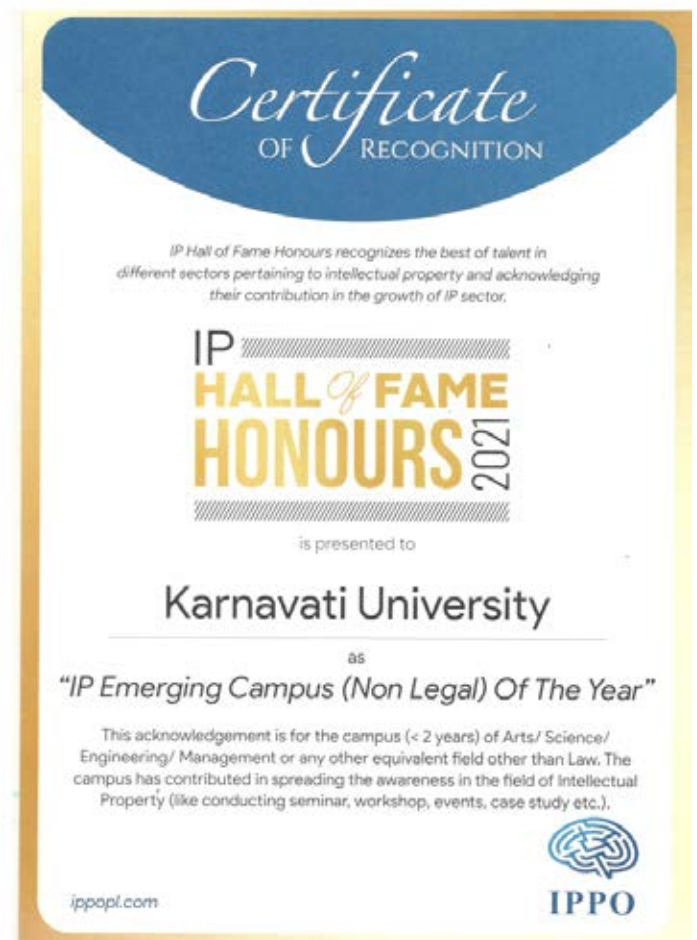 Certificate
OF RECOGNITION
IP Hall of Fame Honours recognizes the best of talent in
different sectors pertaining to intellectual property and acknowledging
their contribution in the growth of IP sector.
IP
HALL Of FAME
HONOURS 2021
is presented to
Karnavati University
as
"IP Emerging Campus (Non Legal) Of The Year"
This acknowledgement is for the campus (< 2 years) of Arts/ Science/
Engineering/ Management or any other equivalent field other than Law. The
campus has contributed in spreading the awareness in the field of Intellectual
Property (like conducting seminar, workshop, events, case study etc.).
ippopl.com
IPPO